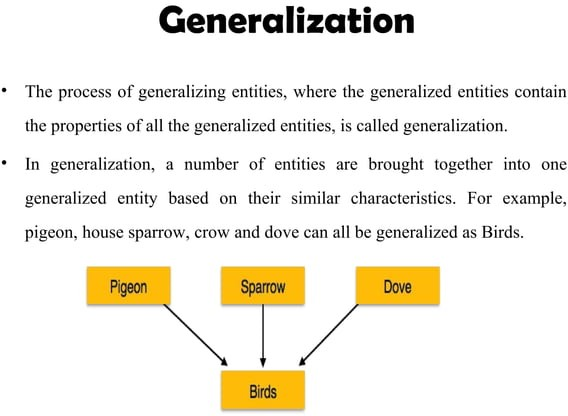 Generalization
• The process of generalizing entities, where the generalized entities contain
the properties of all the generalized entities, is called generalization.
• In generalization, a number of entities are brought together into one
generalized entity based on their similar characteristics. For example,
pigeon, house sparrow, crow and dove can all be generalized as Birds.
Pigeon Sparrow Dove
Birds